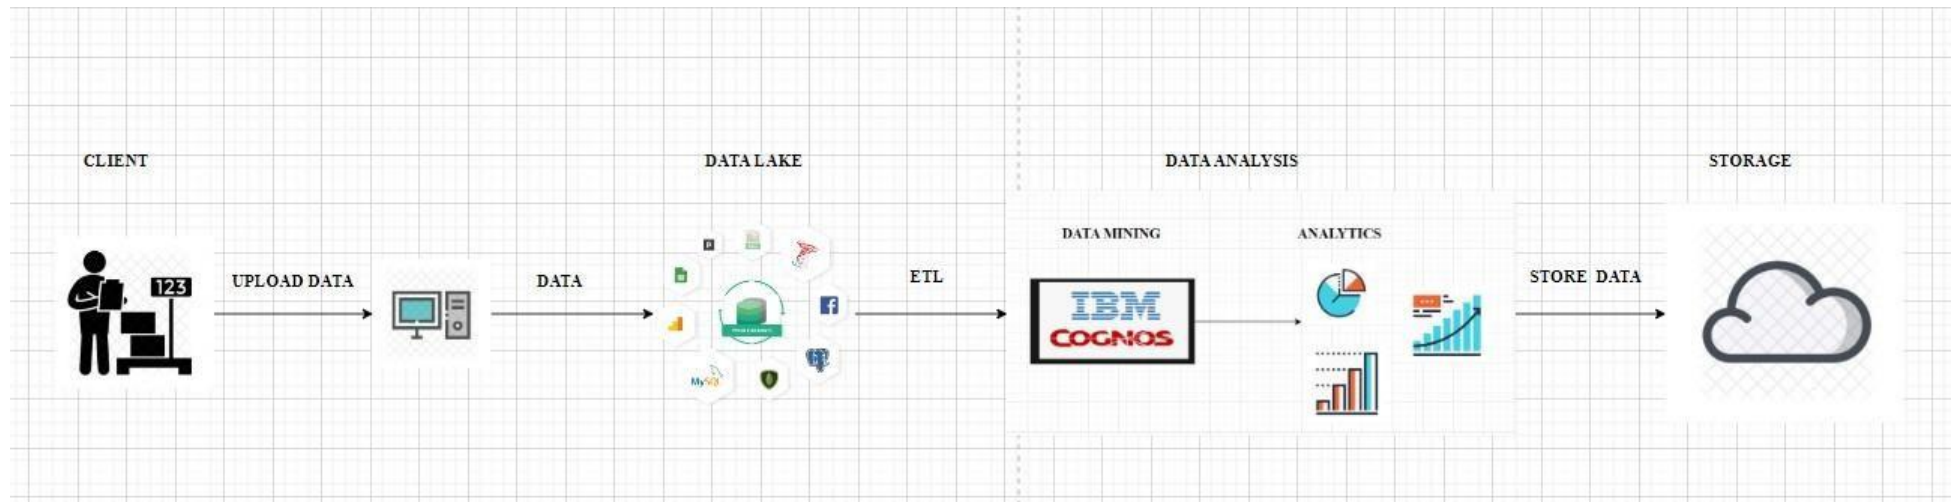 CLIENT
DATA LAKE
DATA ANALYSIS
STORAGE
123
UPLOAD DATA
DATA
MySQL
ETL
DATA MINING
IBM
COGNOS
ANALYTICS
STORE DATA